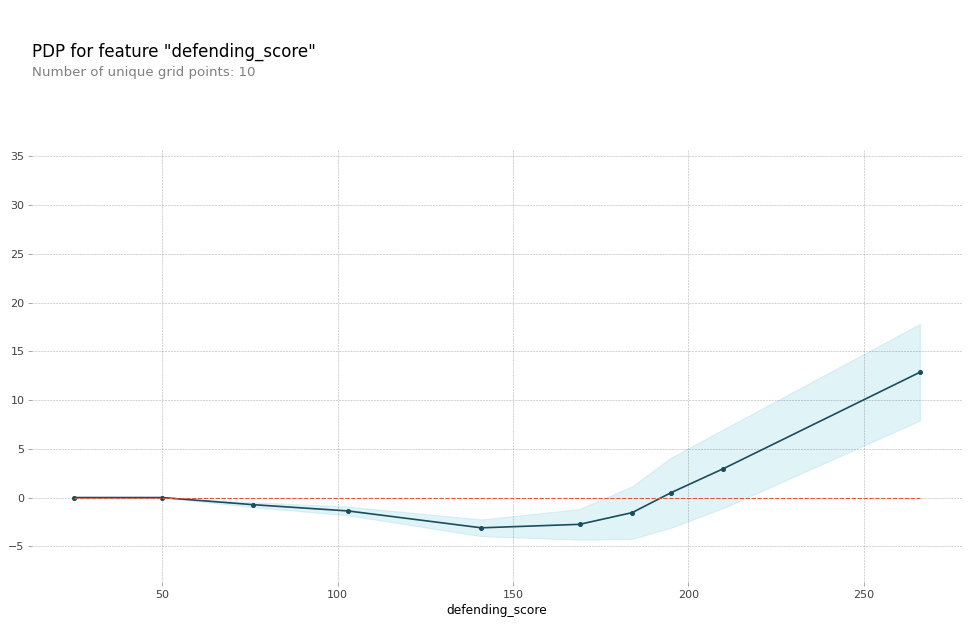 PDP for feature "defending_score"
Number of unique grid points: 10
35
30
25
20
15
10
5
0
−5
50 100 150 200 250
defending_score